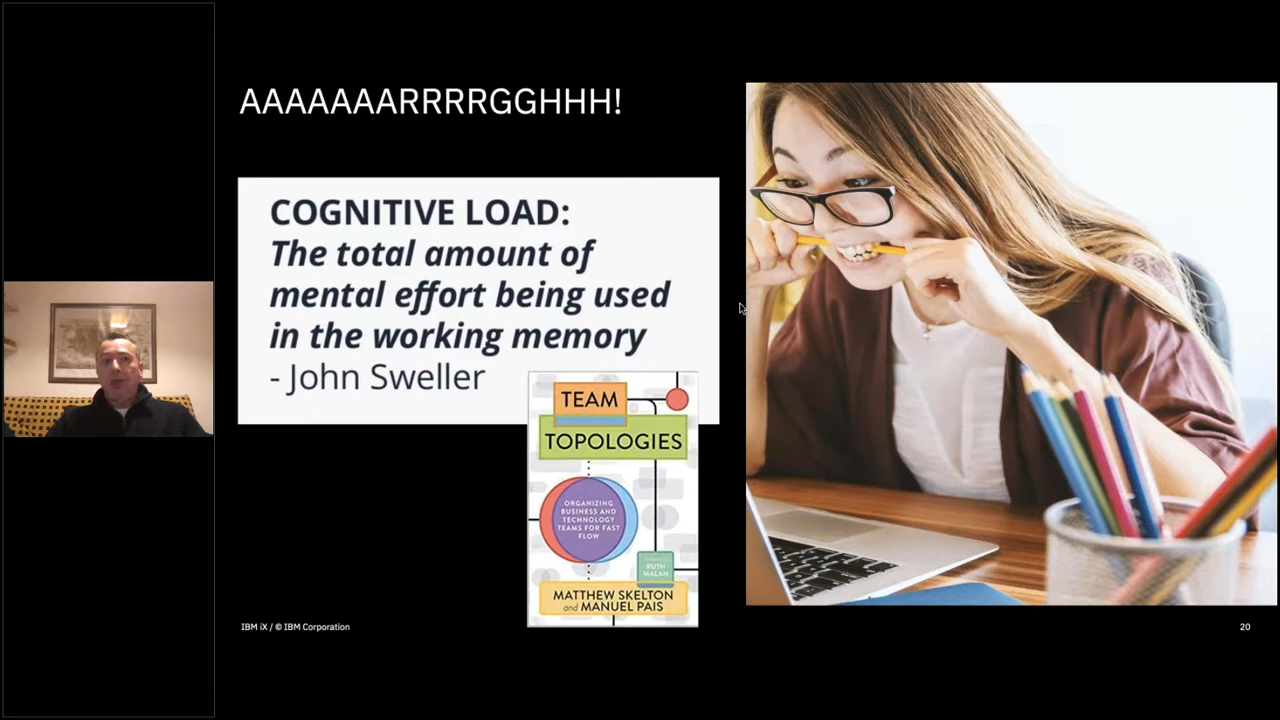 AAAAAAARRRRGGHHH!
COGNITIVE LOAD:
The total amount of
mental effort being used
in the working memory
- John Sweller
TEAM
TOPOLOGIES
ORGANIZING
BUSINESS AND
TECHNOLOGY
TEAMS FOR FAST
FLOW
RUTH
MALAN
MATTHEW SKELTON
and MANUEL PAIS
IBM iX / © IBM Corporation
20